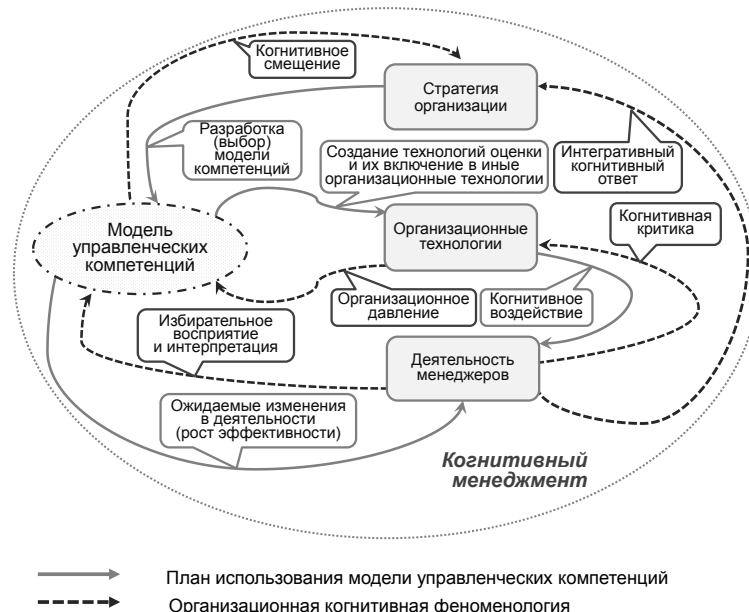 Когнитивное
смещение
Стратегия
организации
Разработка
(выбор)
модели
компетенций
Создание технологий оценки
и их включение в иные
организационные технологии
Интегративный
когнитивный
ответ
Модель
управленческих
компетенций
Организационные
технологии
Когнитивная
критика
Избирательное
восприятие
и интерпретация
Организационное
давление
Когнитивное
воздействие
Деятельность
менеджеров
Ожидаемые изменения
в деятельности
(рост эффективности)
Когнитивный
менеджмент
План использования модели управленческих компетенций
Организационная когнитивная феноменология